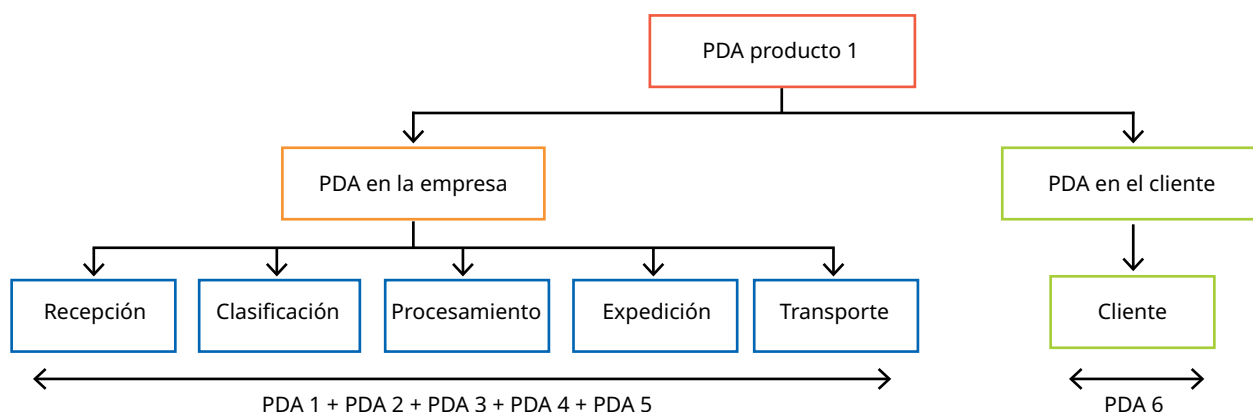 PDA producto 1
PDA en la empresa
PDA en el cliente
Recepción
Clasificación
Procesamiento
Expedición
Transporte
Cliente
PDA 1 + PDA 2 + PDA 3 + PDA 4 + PDA 5
PDA 6